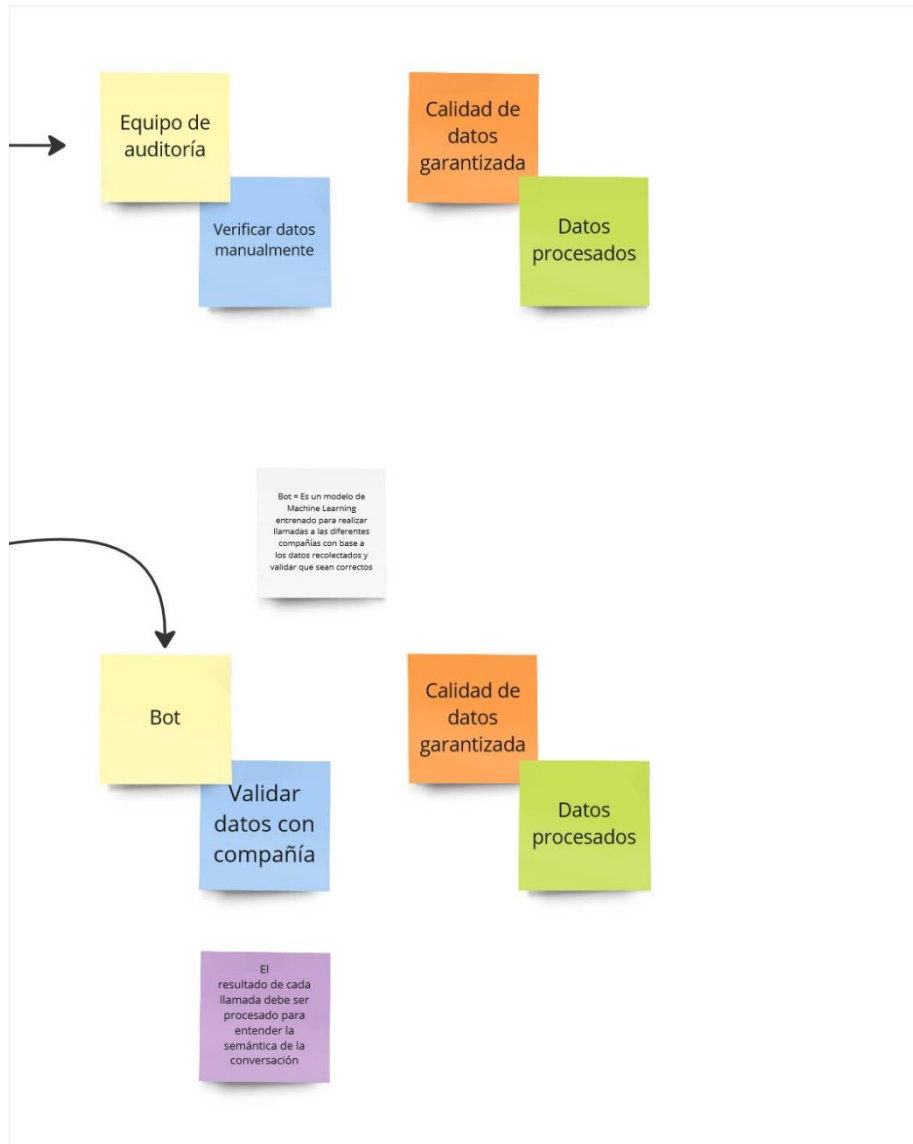 Equipo de
auditoría
Calidad de
datos
garantizada
Verificar datos
manualmente
Datos
procesados
Bot = Es un modelo de
Machine Learning
entrenado para realizar
llamadas a las diferentes
compañías con base a
los datos recolectados y
validar que sean correctos
Bot
Calidad de
datos
garantizada
Validar
datos con
compañía
Datos
procesados
El
resultado de cada
llamada debe ser
procesado para
entender la
semántica de la
conversación